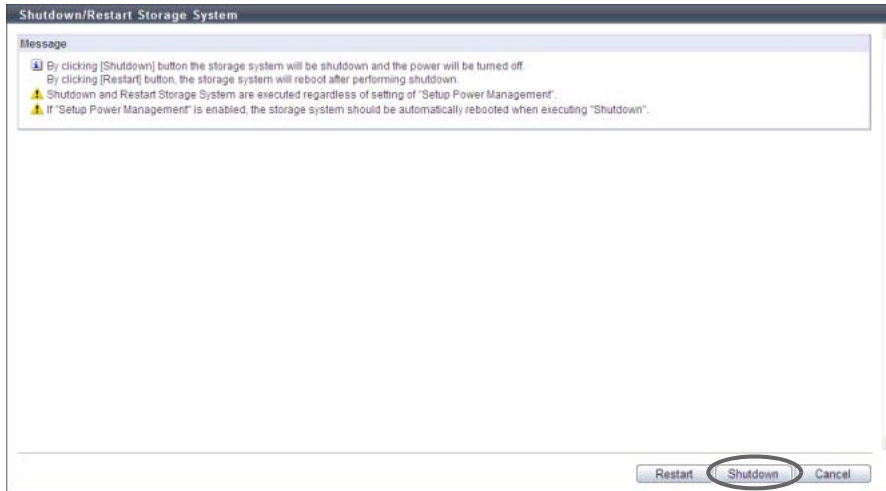 Shutdown/Restart Storage System
Message
By clicking [Shutdown] button the storage system will be shutdown and the power will be turned off.
By clicking [Restart] button, the storage system will reboot after performing shutdown.
Shutdown and Restart Storage System are executed regardless of setting of "Setup Power Management".
If "Setup Power Management" is enabled, the storage system should be automatically rebooted when executing "Shutdown".
Restart Shutdown Cancel